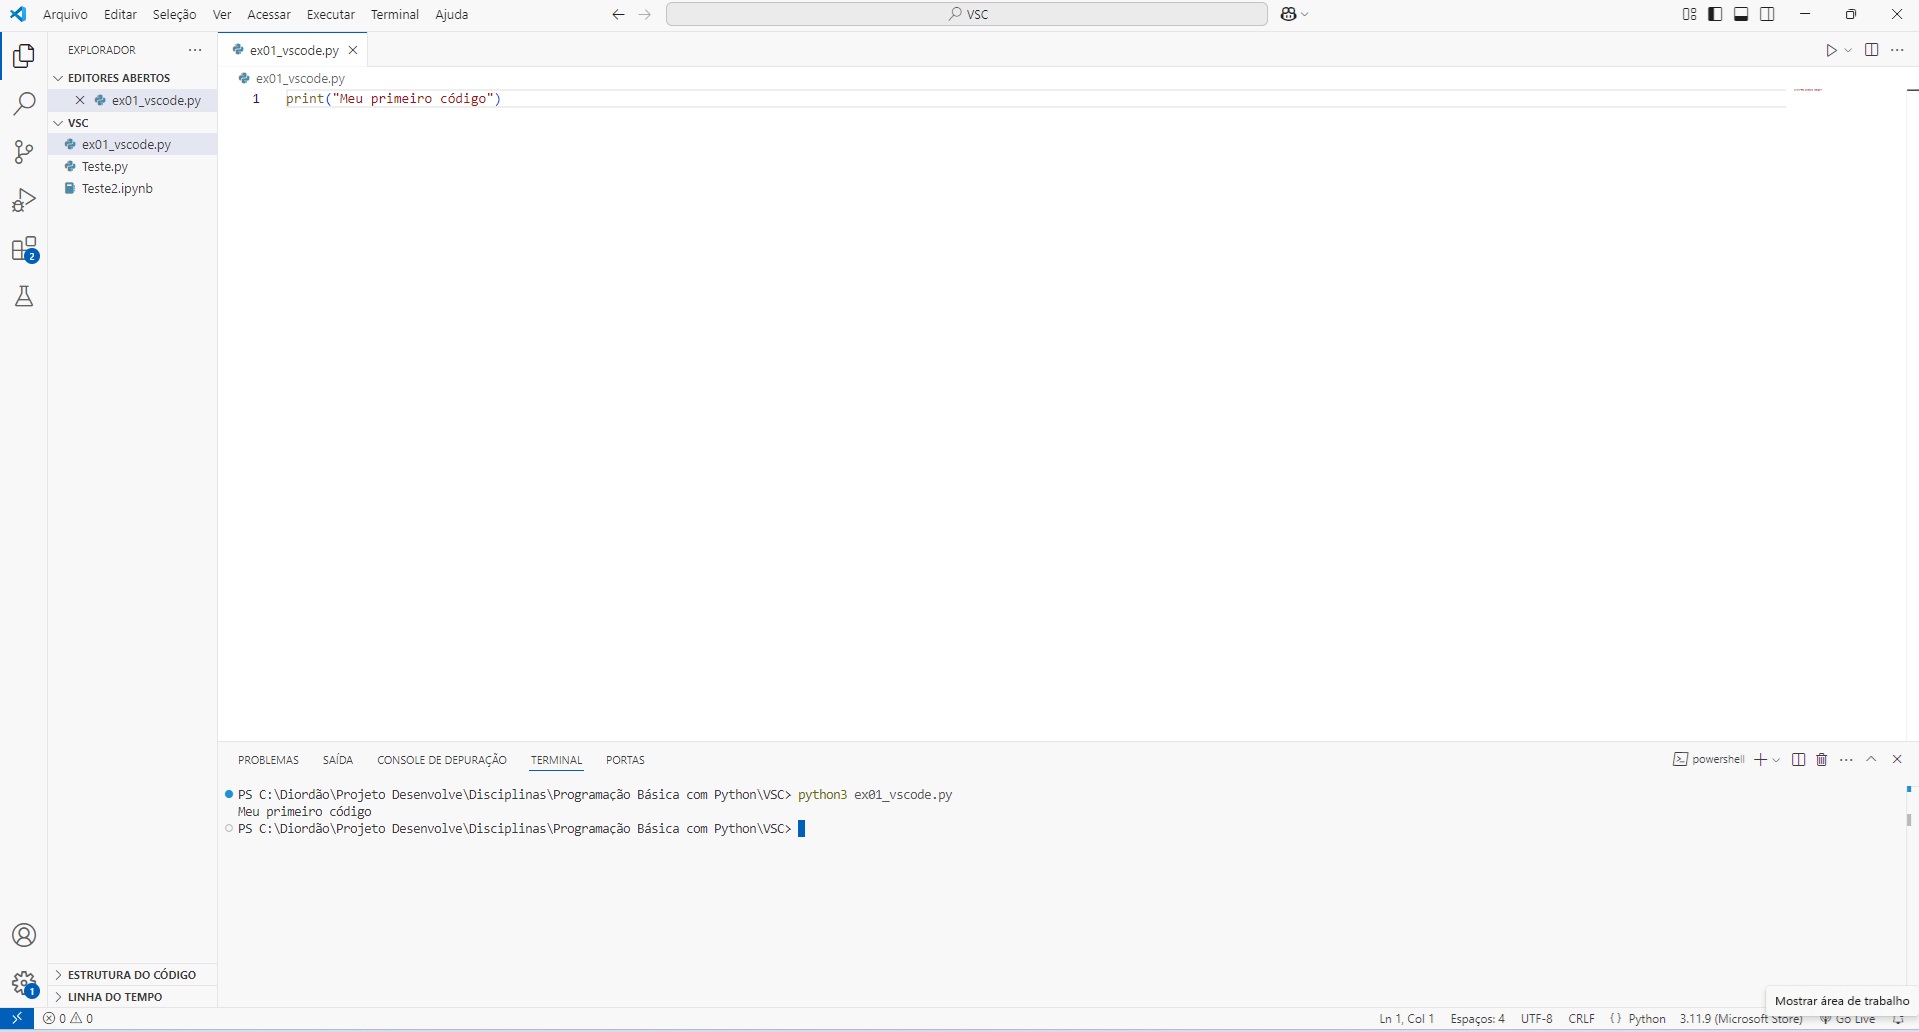 Arquivo Editar Seleção Ver Acessar Executar Terminal Ajuda VSC
EXPLORADOR
EDITORES ABERTOS
ex01_vscode.py
VSC
ex01_vscode.py
Teste.py
Teste2.ipynb
2
ex01_vscode.py
ex01_vscode.py
1 print("Meu primeiro código")
PROBLEMAS SAÍDA CONSOLE DE DEPURAÇÃO TERMINAL PORTAS powershell
PS C:\Diordão\Projeto Desenvolve\Disciplinas\Programação Básica com Python\VSC> python3 ex01_vscode.py
Meu primeiro código
PS C:\Diordão\Projeto Desenvolve\Disciplinas\Programação Básica com Python\VSC>
ESTRUTURA DO CÓDIGO
1
LINHA DO TEMPO
Mostrar área de trabalho
0 0 Ln 1, Col 1 Espaços: 4 UTF-8 CRLF {} Python 3.11.9 (Microsoft Store) Go Live